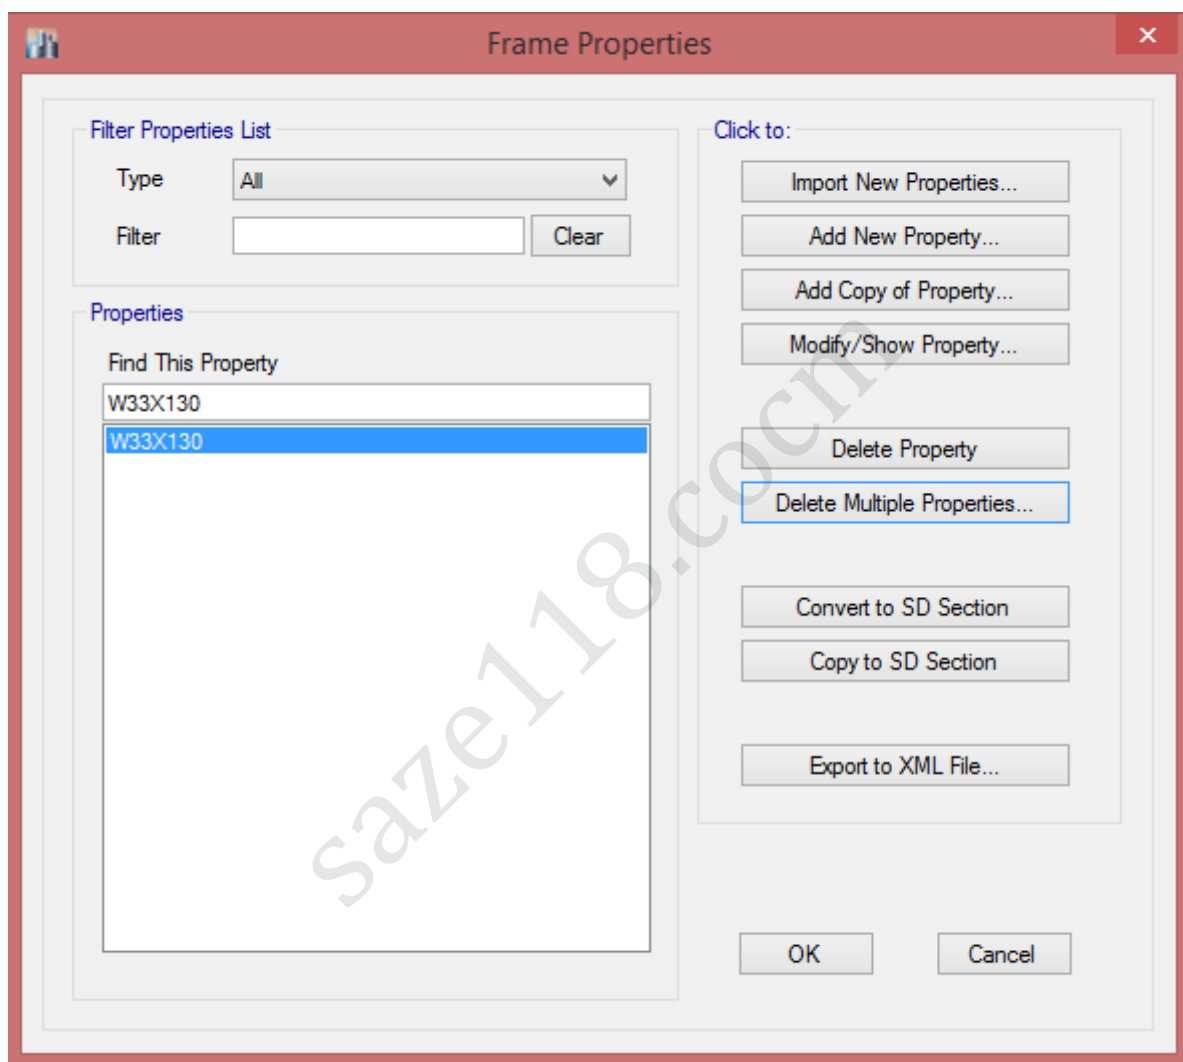 Frame Properties
Filter Properties List
Type
All
Filter
Clear
Properties
Find This Property
W33X130
W33X130
Click to:
Import New Properties...
Add New Property...
Add Copy of Property...
Modify/Show Property...
Delete Property
Delete Multiple Properties...
Convert to SD Section
Copy to SD Section
Export to XML File...
OK
Cancel
saze118.cocm